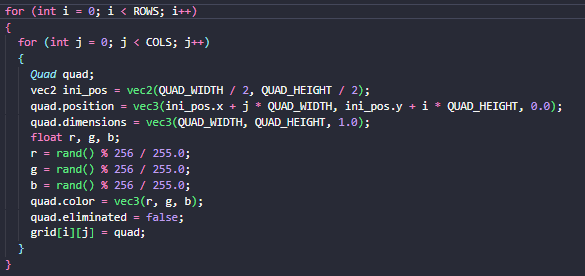 for (int i = 0; i < ROWS; i++)
{
  for (int j = 0; j < COLS; j++)
  {
    Quad quad;
    vec2 ini_pos = vec2(QUAD_WIDTH / 2, QUAD_HEIGHT / 2);
    quad.position = vec3(ini_pos.x + j * QUAD_WIDTH, ini_pos.y + i * QUAD_HEIGHT, 0.0);
    quad.dimensions = vec3(QUAD_WIDTH, QUAD_HEIGHT, 1.0);
    float r, g, b;
    r = rand() % 256 / 255.0;
    g = rand() % 256 / 255.0;
    b = rand() % 256 / 255.0;
    quad.color = vec3(r, g, b);
    quad.eliminated = false;
    grid[i][j] = quad;
  }
}